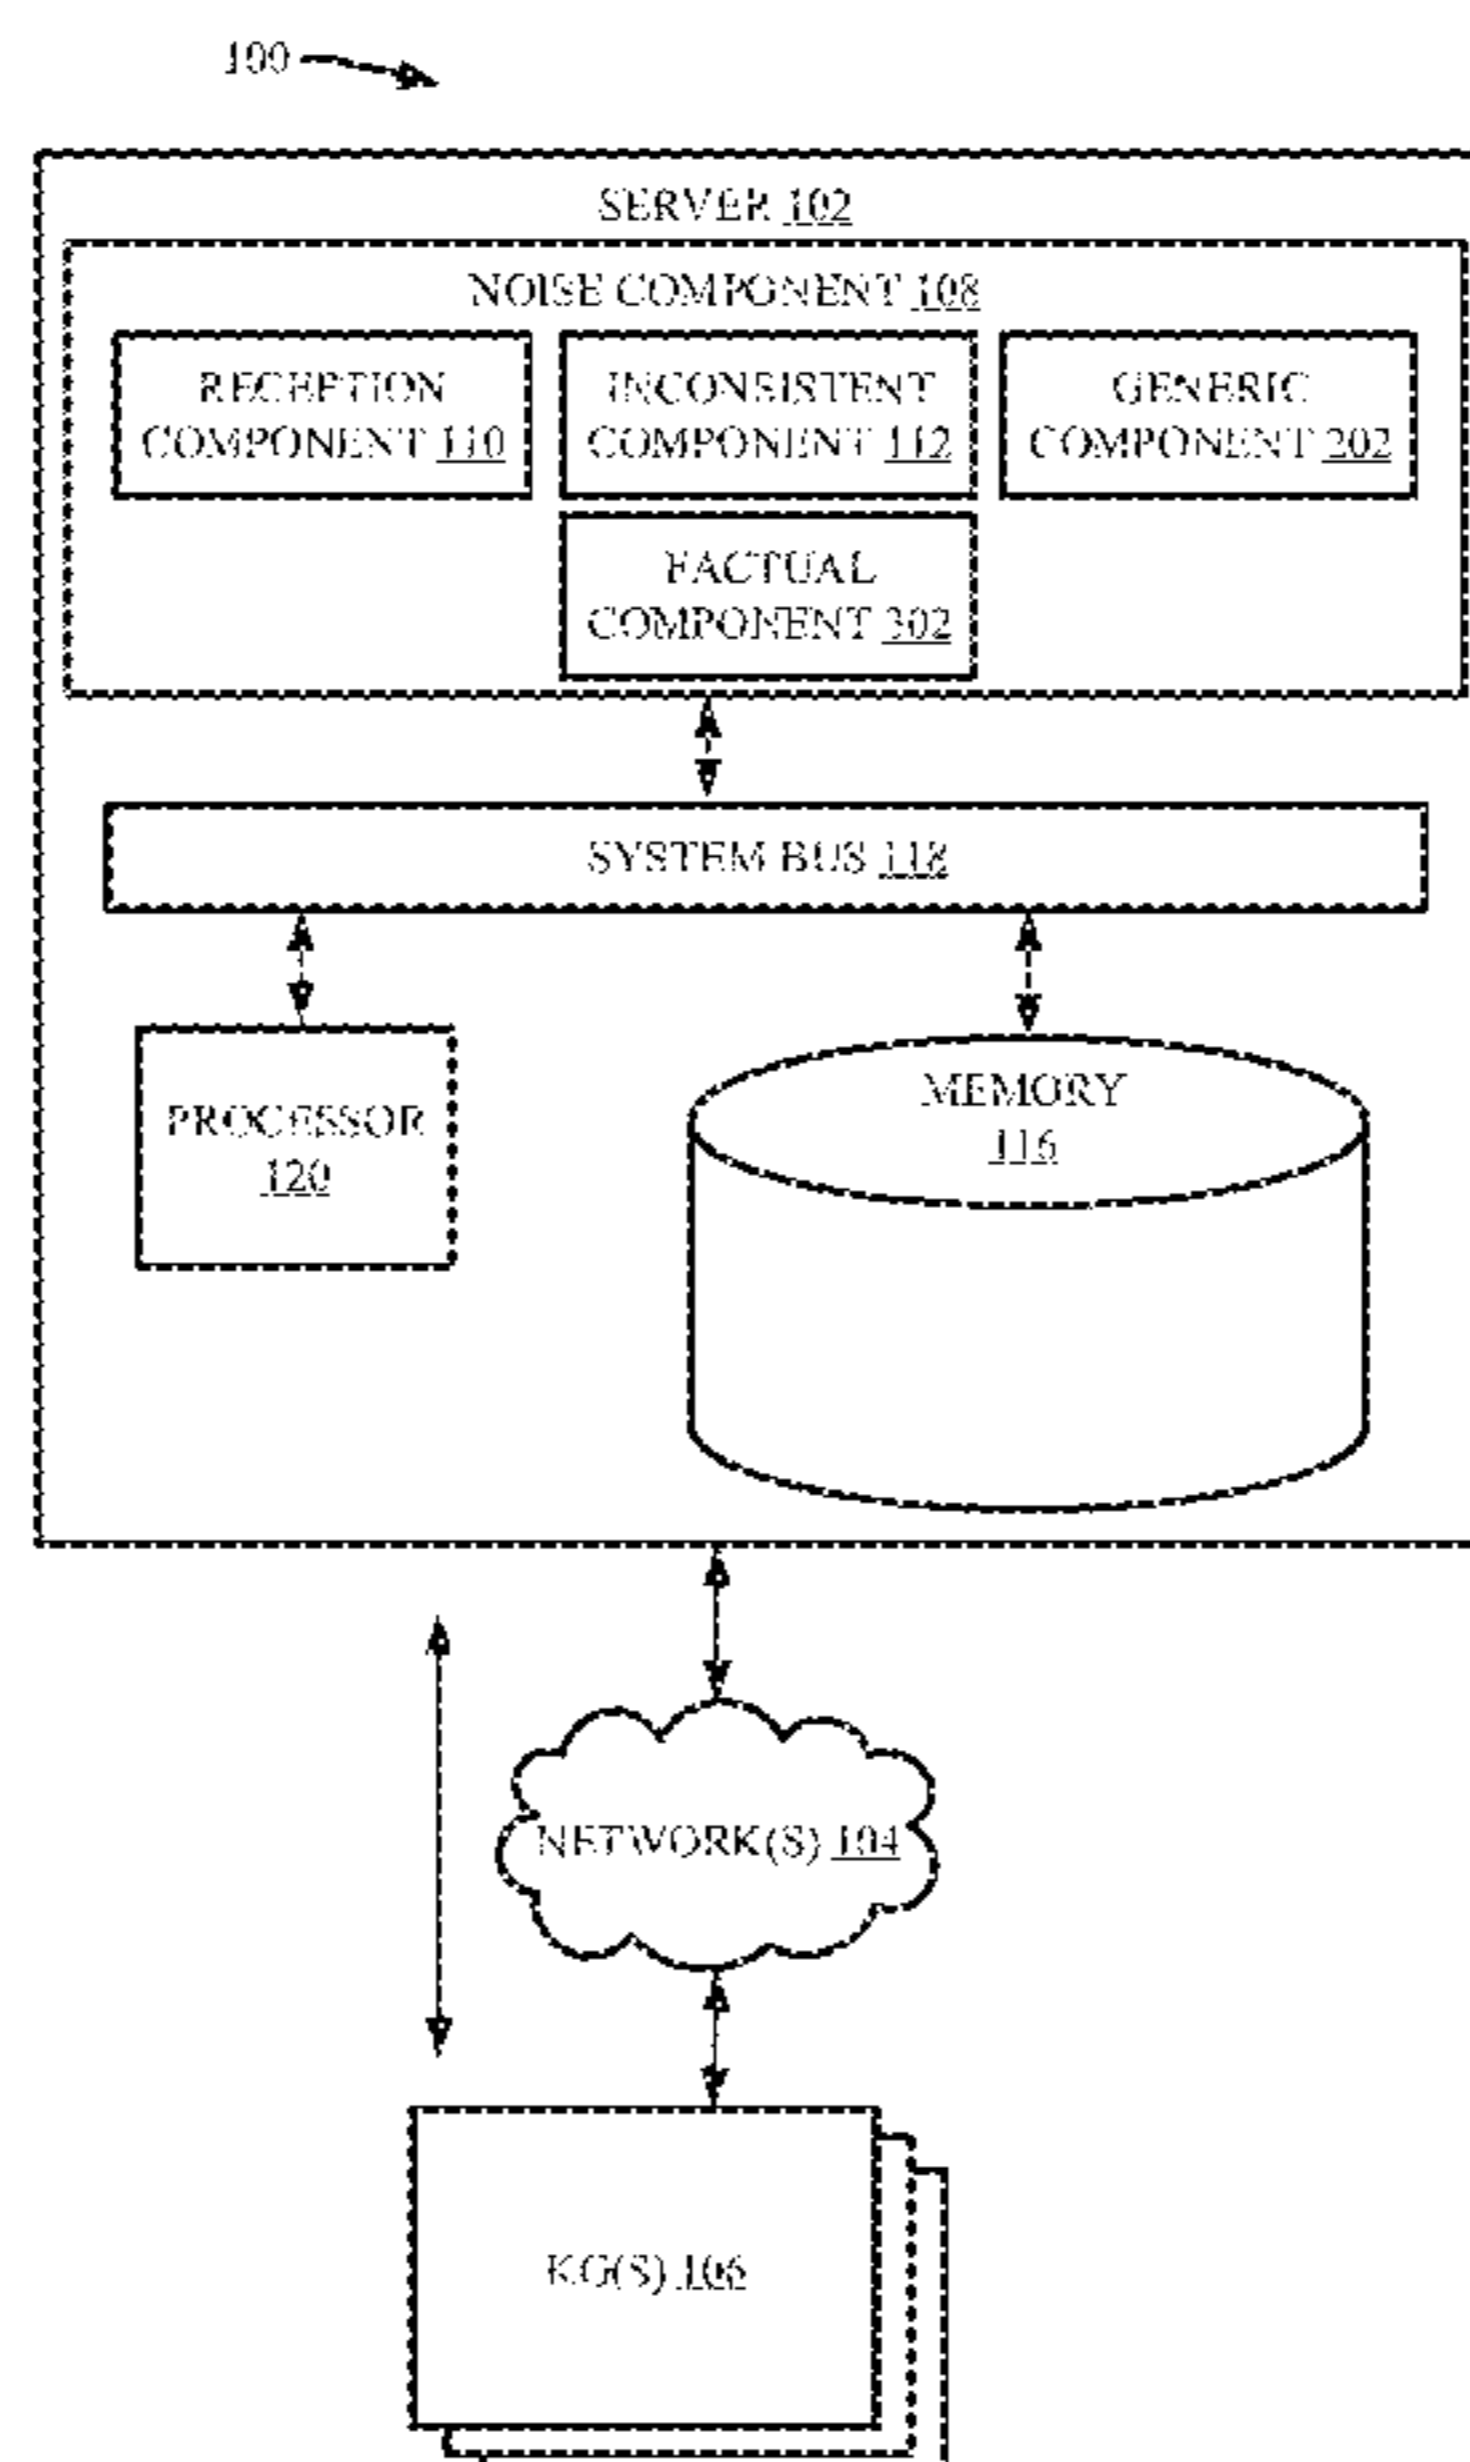 100
SERVER 102
NOISE COMPONENT 108
RECEPTION
COMPONENT 110
INCONSISTENT
COMPONENT 112
GENERIC
COMPONENT 202
FACTUAL
COMPONENT 302
SYSTEM BUS 118
PROCESSOR
120
MEMORY
116
NETWORK(S) 104
KG(S) 106